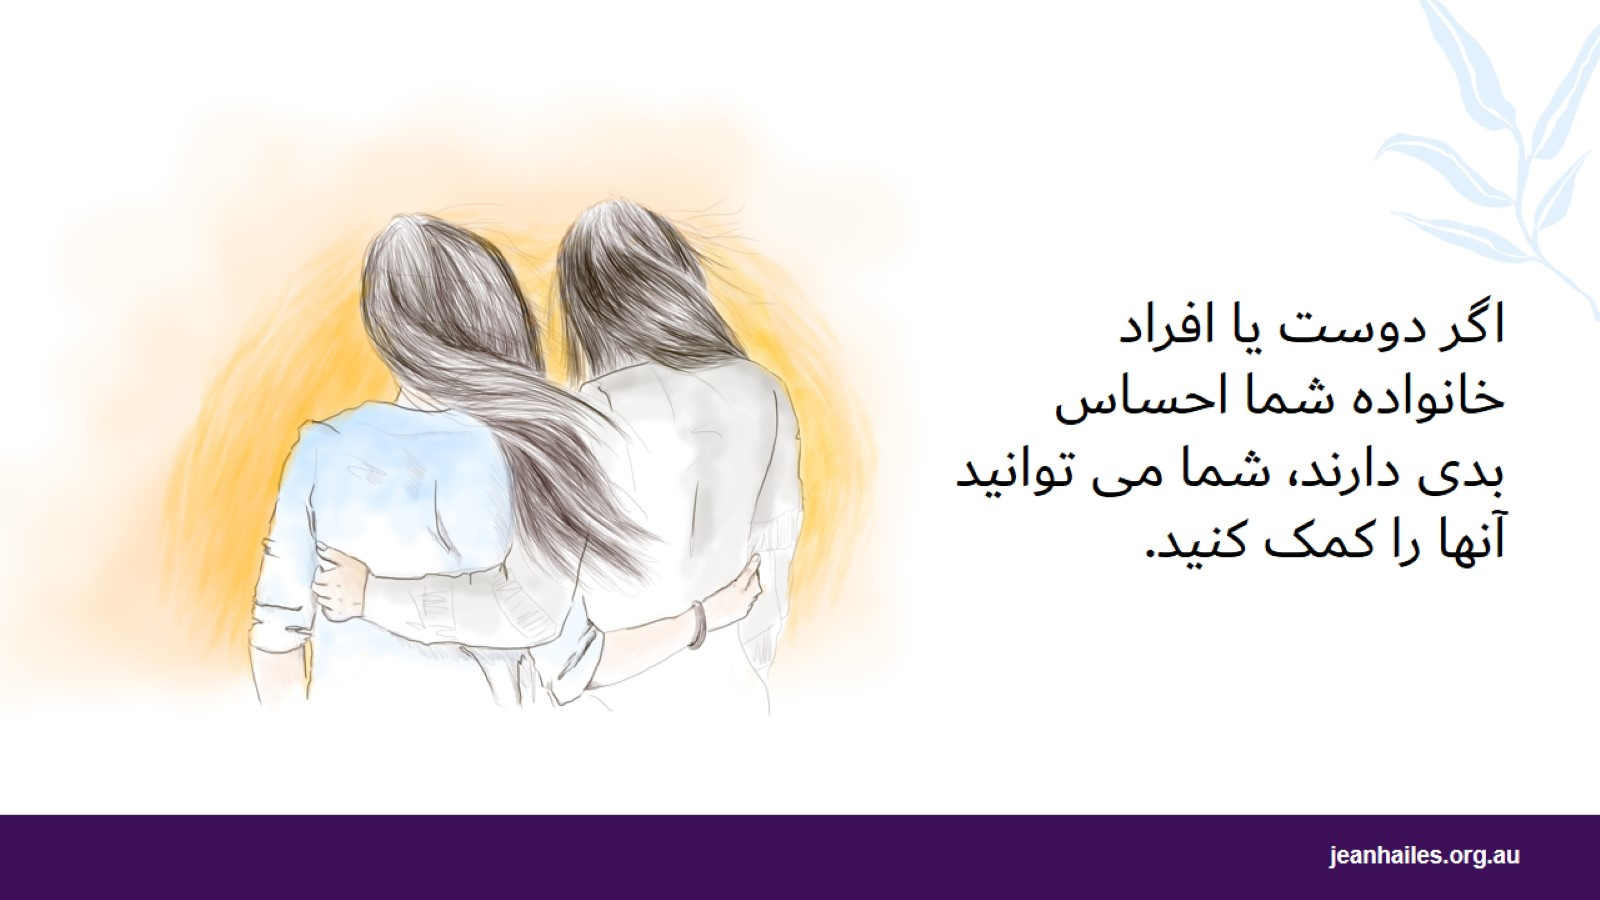 اگر دوست یا افراد
خانواده شما احساس
بدی دارند، شما می توانید
آنها را کمک کنید.
jeanhailes.org.au